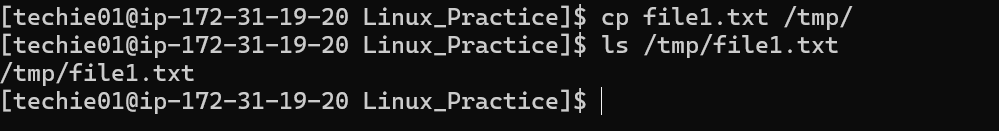 [techie01@ip-172-31-19-20 Linux_Practice]$ cp file1.txt /tmp/
[techie01@ip-172-31-19-20 Linux_Practice]$ ls /tmp/file1.txt
/tmp/file1.txt
[techie01@ip-172-31-19-20 Linux_Practice]$